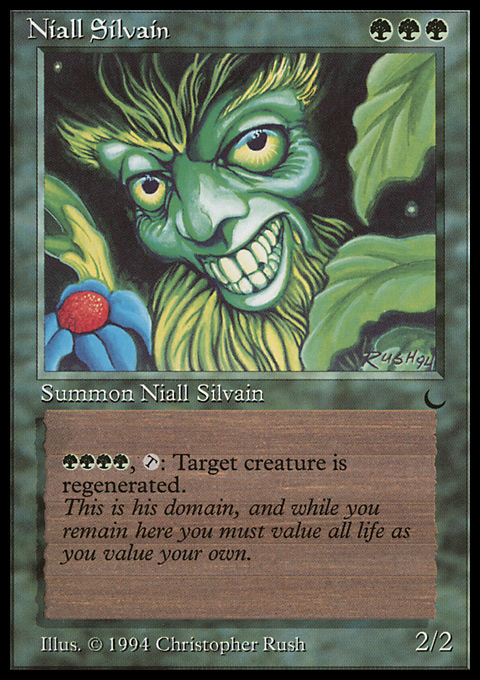 Niall Silvain
RUSH94
Summon Niall Silvain
, : Target creature is
regenerated.
This is his domain, and while you
remain here you must value all life as
you value your own.
Illus. © 1994 Christopher Rush 2/2